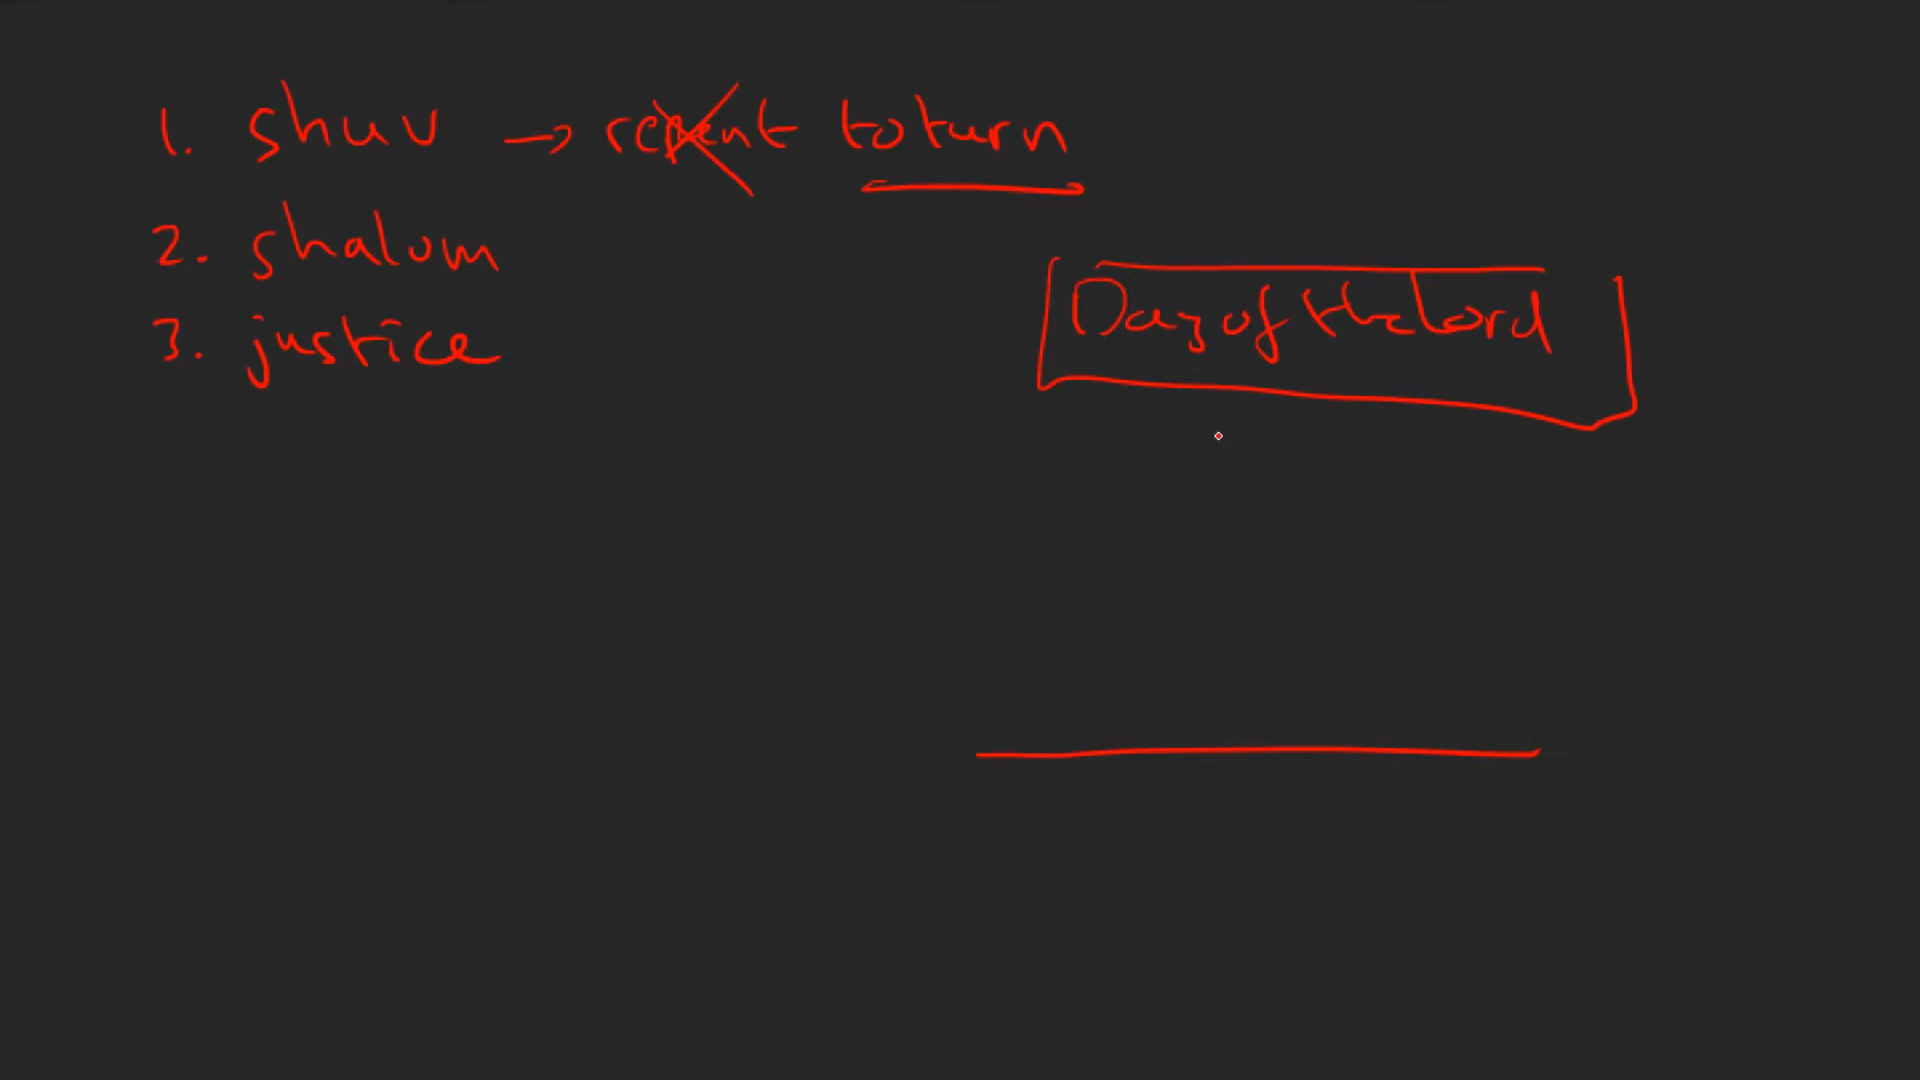 1. shuv → repent to turn
2. shalom
3. justice
Day of the Lord